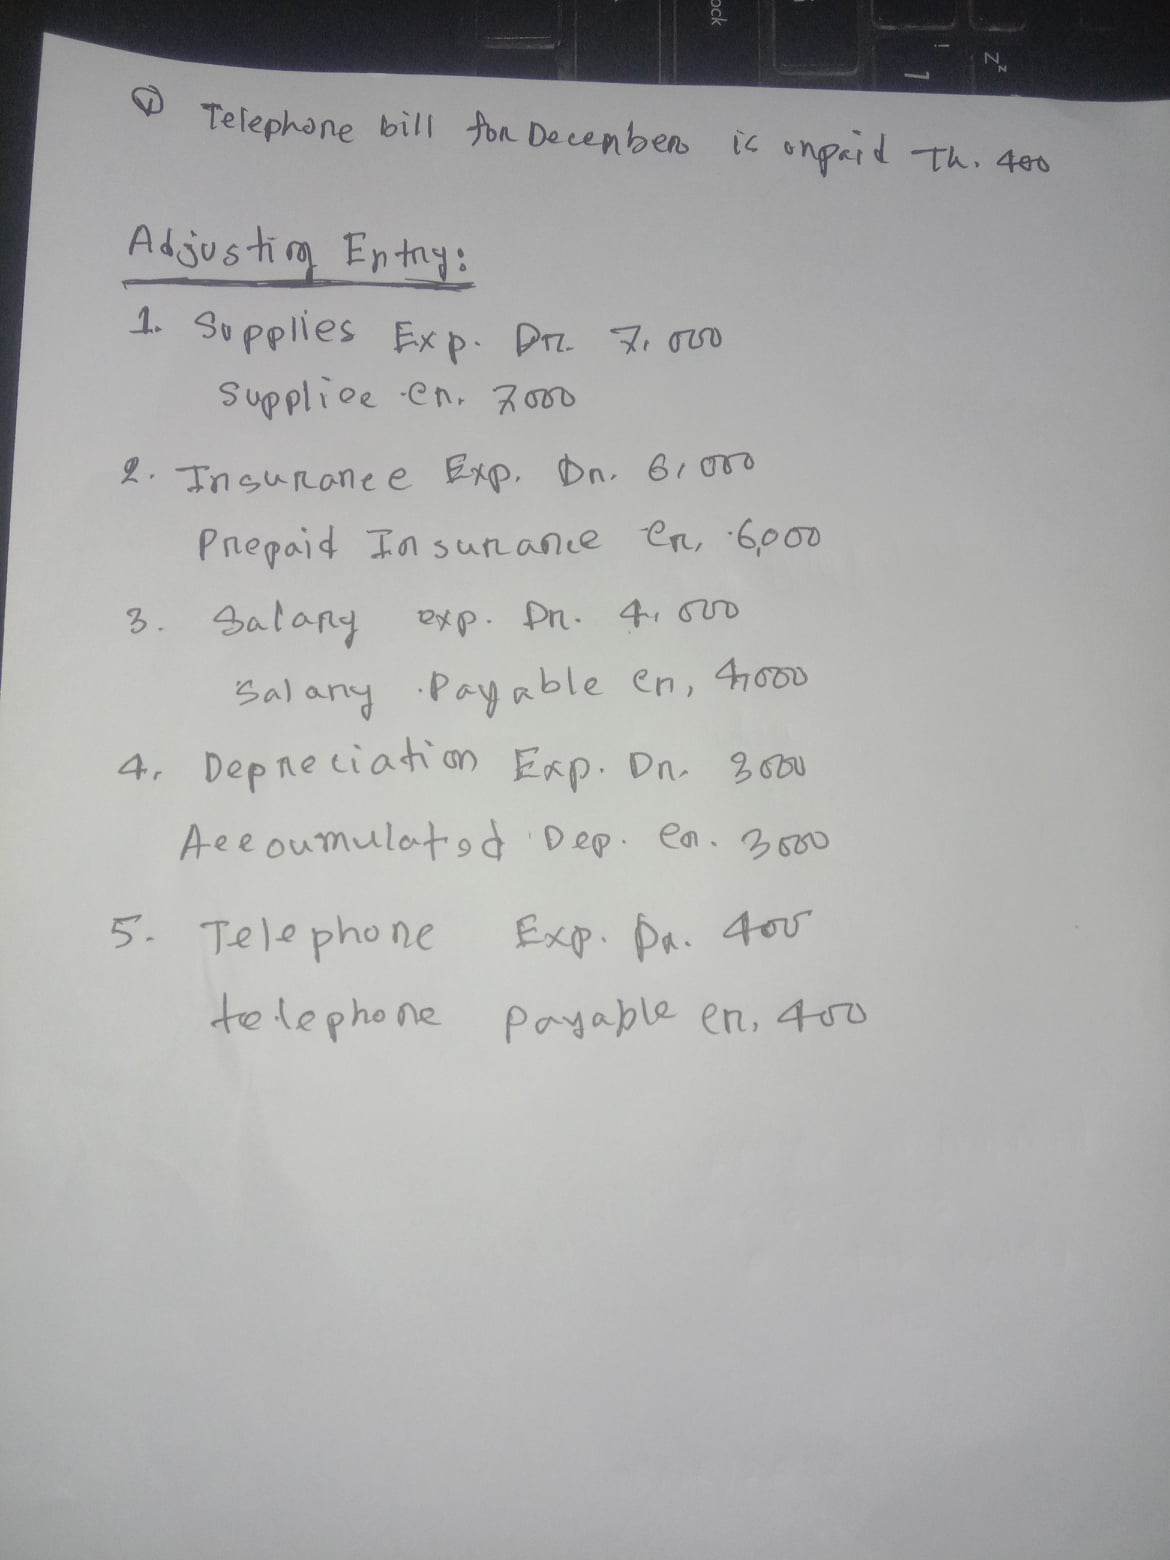 ock
! 1
Zz
(v) Telephone bill for December is unpaid Tk. 400
Adjusting Entry:
1. Supplies Exp. Dr. 7,000
Supplies Cr. 7000
2. Insurance Exp. Dr. 6,000
Prepaid Insurance Cr. 6,000
3. Salary exp. Dr. 4,000
Salary Payable Cr. 4,000
4. Depreciation Exp. Dr. 3000
Accoumulated Dep. Cr. 3000
5. Telephone Exp. Dr. 400
telephone payable Cr. 400